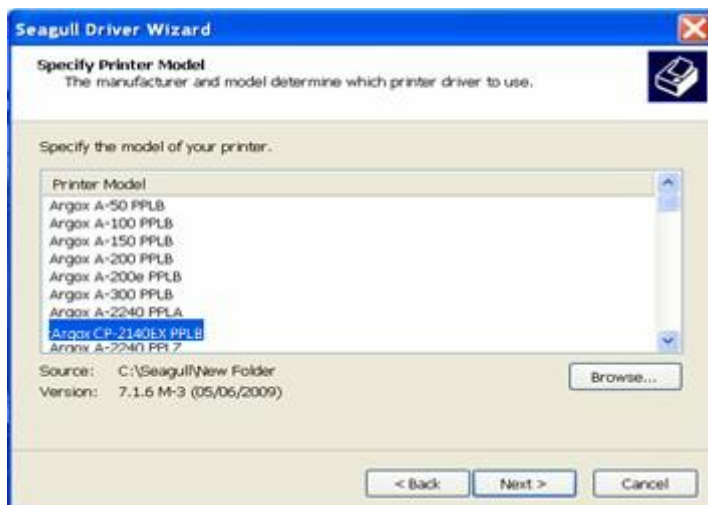 Seagull Driver Wizard
Specify Printer Model
The manufacturer and model determine which printer driver to use.
Specify the model of your printer.
Printer Model
Argox A-50 PPLB
Argox A-100 PPLB
Argox A-150 PPLB
Argox A-200 PPLB
Argox A-200e PPLB
Argox A-300 PPLB
Argox A-2240 PPLA
Argox CP-2140EX PPLB
Argox A-2240 PPLZ
Source: C:\Seagull\New Folder
Browse...
Version: 7.1.6 M-3 (05/06/2009)
< Back Next > Cancel